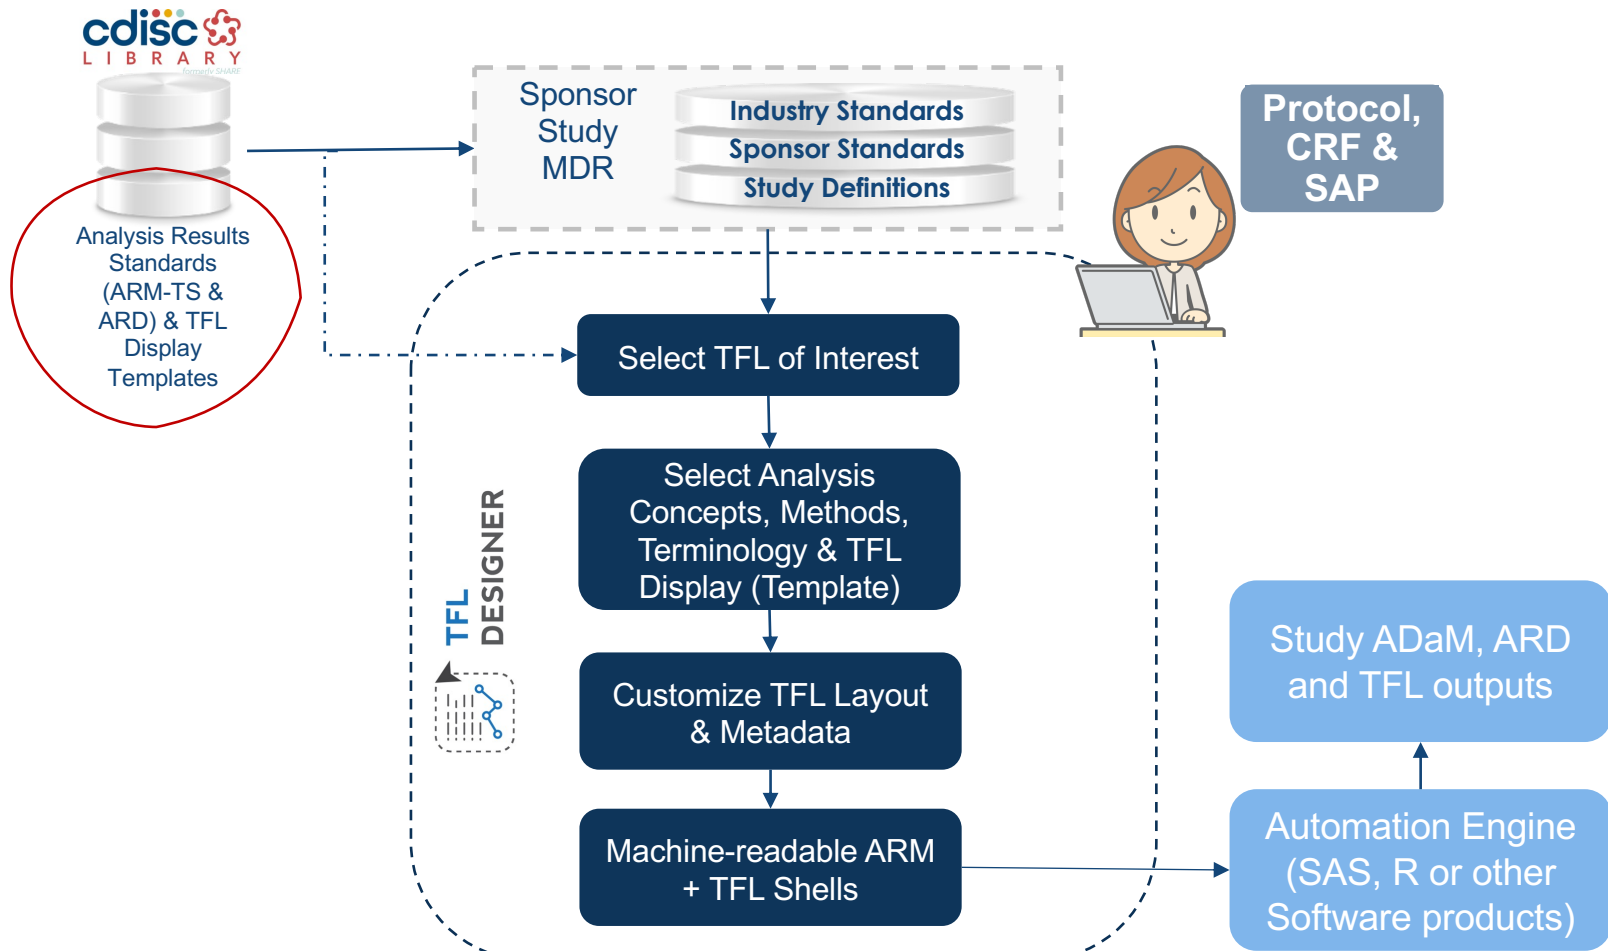 cdisc
LIBRARY
formerly SHARE
Analysis Results
Standards
(ARM-TS &
ARD) & TFL
Display
Templates
Sponsor
Study
MDR
Industry Standards
Sponsor Standards
Study Definitions
Protocol,
CRF &
SAP
Select TFL of Interest
Select Analysis
Concepts, Methods,
Terminology & TFL
Display (Template)
TFL
DESIGNER
Customize TFL Layout
& Metadata
Machine-readable ARM
+ TFL Shells
Study ADaM, ARD
and TFL outputs
Automation Engine
(SAS, R or other
Software products)